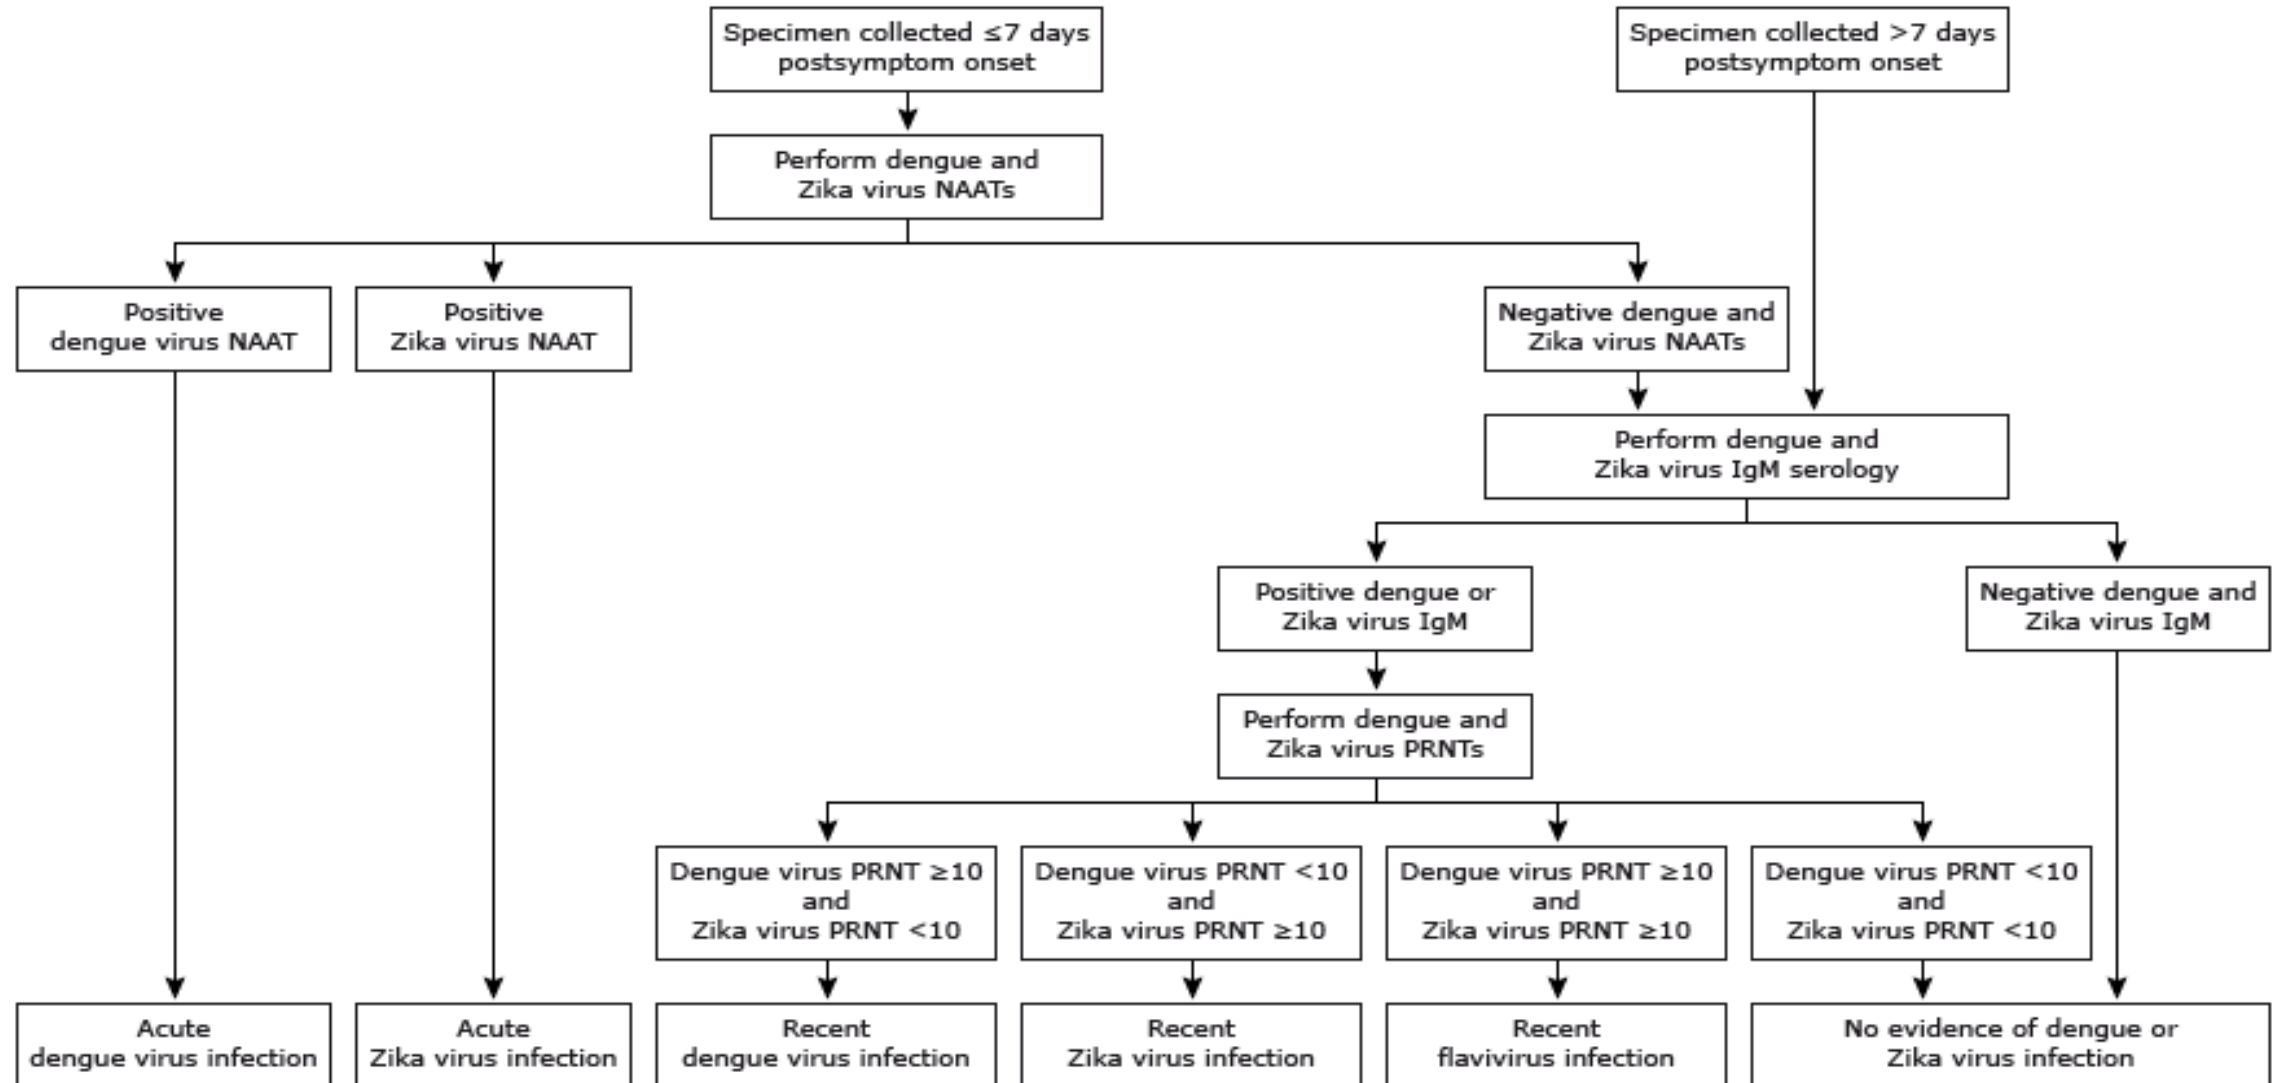 Specimen collected ≤7 days
postsymptom onset
Specimen collected >7 days
postsymptom onset
Perform dengue and
Zika virus NAATs
Positive
dengue virus NAAT
Positive
Zika virus NAAT
Negative dengue and
Zika virus NAATs
Perform dengue and
Zika virus IgM serology
Positive dengue or
Zika virus IgM
Negative dengue and
Zika virus IgM
Perform dengue and
Zika virus PRNTs
Dengue virus PRNT ≥10
and
Zika virus PRNT <10
Dengue virus PRNT <10
and
Zika virus PRNT ≥10
Dengue virus PRNT ≥10
and
Zika virus PRNT ≥10
Dengue virus PRNT <10
and
Zika virus PRNT <10
Acute
dengue virus infection
Acute
Zika virus infection
Recent
dengue virus infection
Recent
Zika virus infection
Recent
flavivirus infection
No evidence of dengue or
Zika virus infection